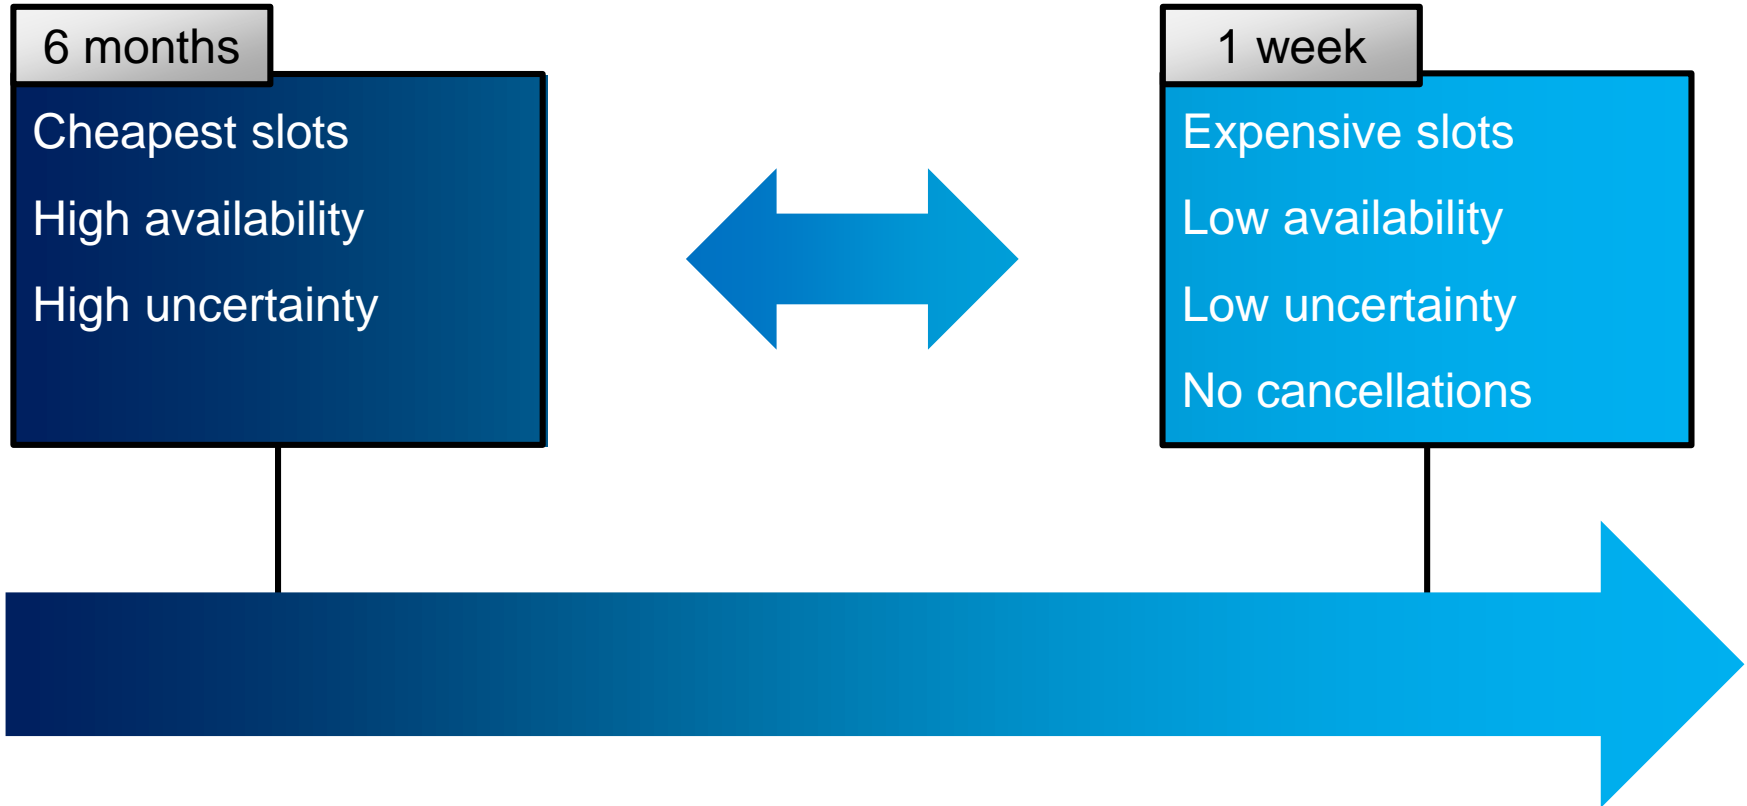 6 months
Cheapest slots
High availability
High uncertainty
1 week
Expensive slots
Low availability
Low uncertainty
No cancellations